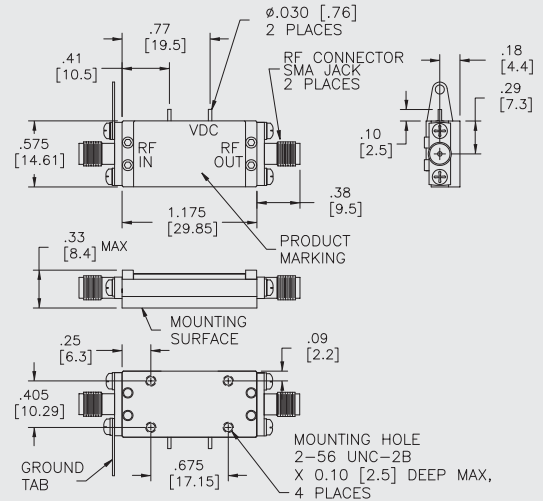 .77
[19.5]
ø.030 [.76]
2 PLACES
.41
[10.5]
RF CONNECTOR
SMA JACK
2 PLACES
.18
[4.4]
.29
[7.3]
.10
[2.5]
.575
[14.61]
VDC
RF
IN
RF
OUT
1.175
[29.85]
.38
[9.5]
PRODUCT
MARKING
.33
[8.4] MAX
MOUNTING
SURFACE
.25
[6.3]
.09
[2.2]
.405
[10.29]
.675
[17.15]
GROUND
TAB
MOUNTING HOLE
2-56 UNC-2B
X 0.10 [2.5] DEEP MAX,
4 PLACES